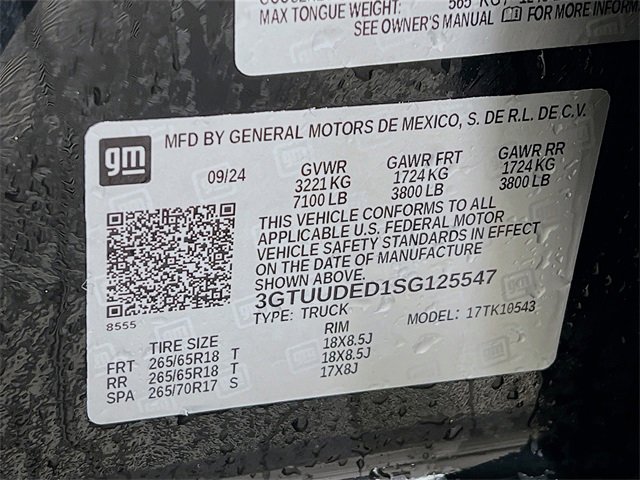 MAX TONGUE WEIGHT:
SEE OWNER'S MANUAL FOR MORE INFORM
gm
MFD BY GENERAL MOTORS DE MEXICO, S. DE R.L. DE C.V.
09/24 GVWR GAWR FRT GAWR RR
3221 KG 1724 KG 1724 KG
7100 LB 3800 LB 3800 LB
THIS VEHICLE CONFORMS TO ALL
APPLICABLE U.S. FEDERAL MOTOR
VEHICLE SAFETY STANDARDS IN EFFECT
ON THE DATE OF MANUFACTURE
SHOWN ABOVE.
3GTUUDED1SG125547
8555
TYPE: TRUCK MODEL: 17TK10543
TIRE SIZE RIM
FRT 265/65R18 T 18X8.5J
RR 265/65R18 T 18X8.5J
SPA 265/70R17 S 17X8J